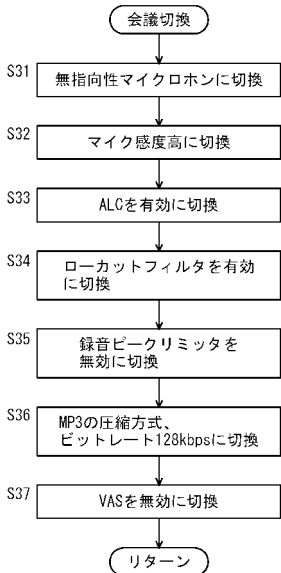 会議切換
S31
無指向性マイクロホンに切換
S32
マイク感度高に切換
S33
ALCを有効に切換
S34
ローカットフィルタを有効
に切換
S35
録音ピークリミッタを
無効に切換
S36
MP3の圧縮方式、
ビットレート128kbpsに切換
S37
VASを無効に切換
リターン